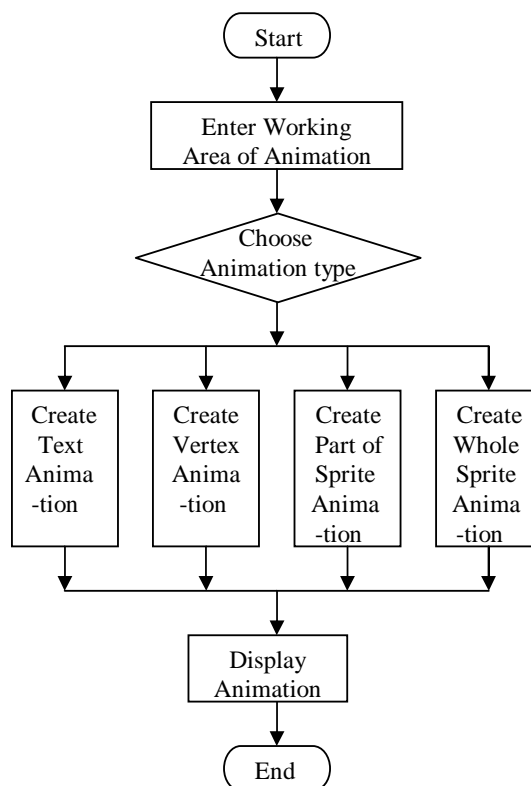 Start
Enter Working
Area of Animation
Choose
Animation type
Create
Text
Anima
-tion
Create
Vertex
Anima
-tion
Create
Part of
Sprite
Anima
-tion
Create
Whole
Sprite
Anima
-tion
Display
Animation
End